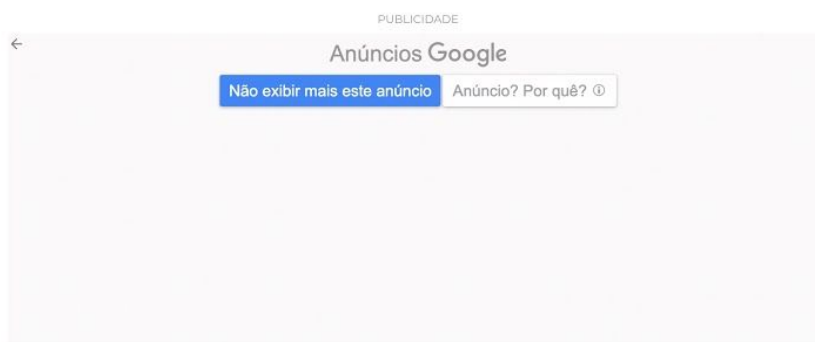 PUBLICIDADE
Anúncios Google
Não exibir mais este anúncio Anúncio? Por quê?